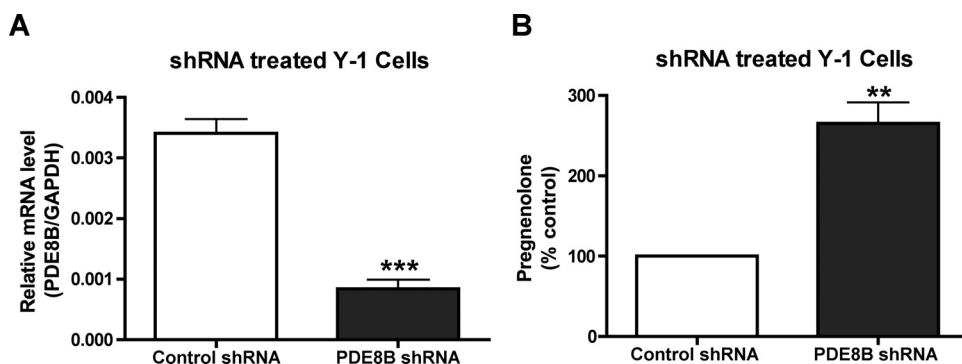 A
shRNA treated Y-1 Cells
Relative mRNA level
(PDE8B/GAPDH)
0.004
0.003
0.002
0.001
0.000
***
Control shRNA
PDE8B shRNA
B
shRNA treated Y-1 Cells
Pregnenolone
(% control)
300
200
100
0
**
Control shRNA
PDE8B shRNA